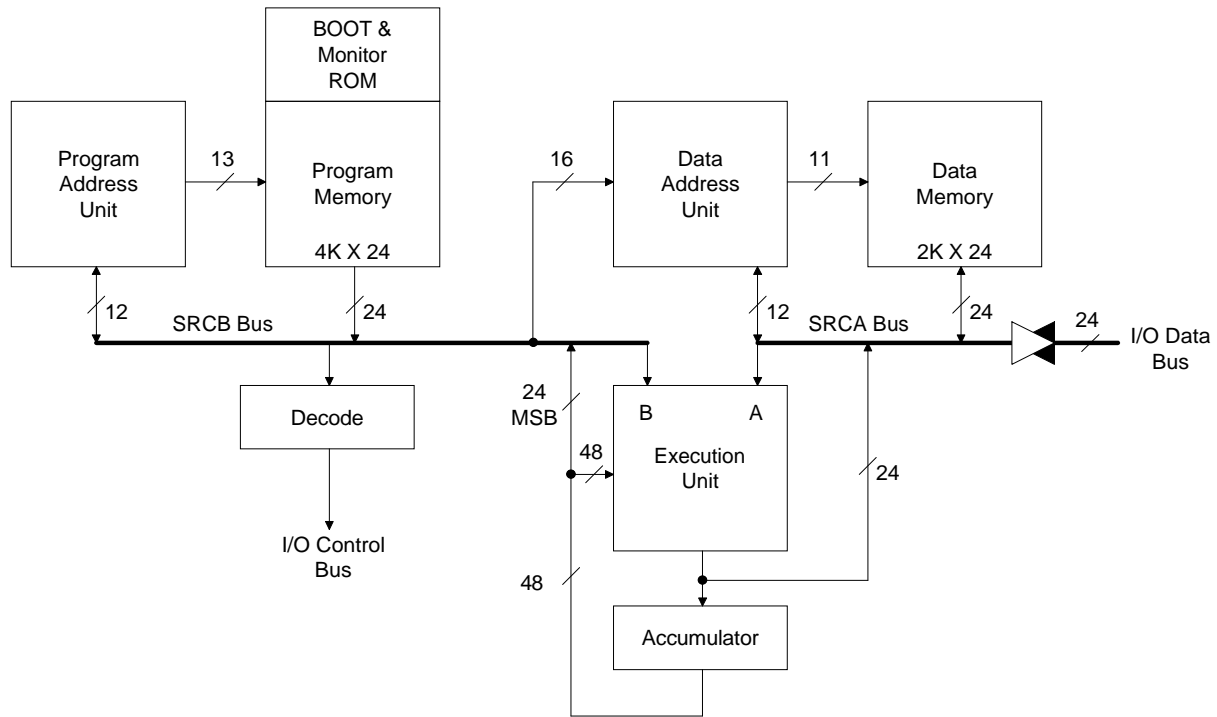 BOOT &
Monitor
ROM
Program
Address
Unit
13
Program
Memory
4K X 24
16
Data
Address
Unit
11
Data
Memory
2K X 24
12
24
SRCB Bus
12
SRCA Bus
24
24
I/O Data
Bus
Decode
24
MSB
B
A
48
Execution
Unit
24
I/O Control
Bus
48
Accumulator